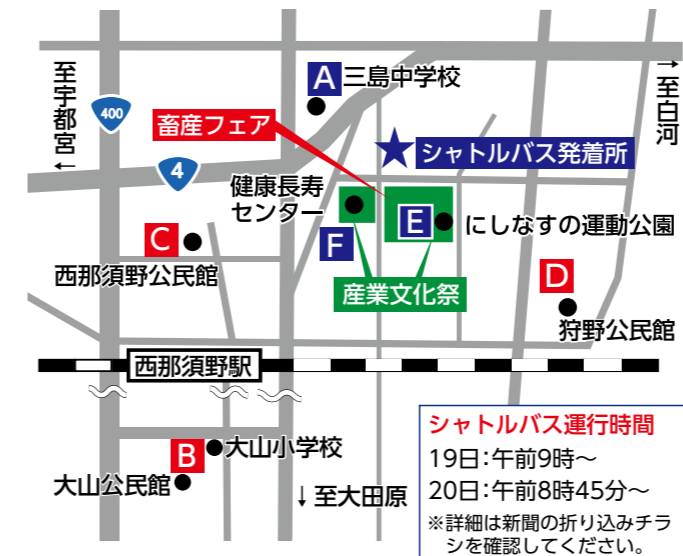 至宇都宮←
400
4
A
三島中学校
→至白河
畜産フェア
シャトルバス発着所
健康長寿
センター
F
E
にしなすの運動公園
C
西那須野公民館
産業文化祭
D
狩野公民館
西那須野駅
B
大山小学校
大山公民館
↓至大田原
シャトルバス運行時間
19日：午前9時～
20日：午前8時45分～
※詳細は新聞の折り込みチラ
シを確認してください。